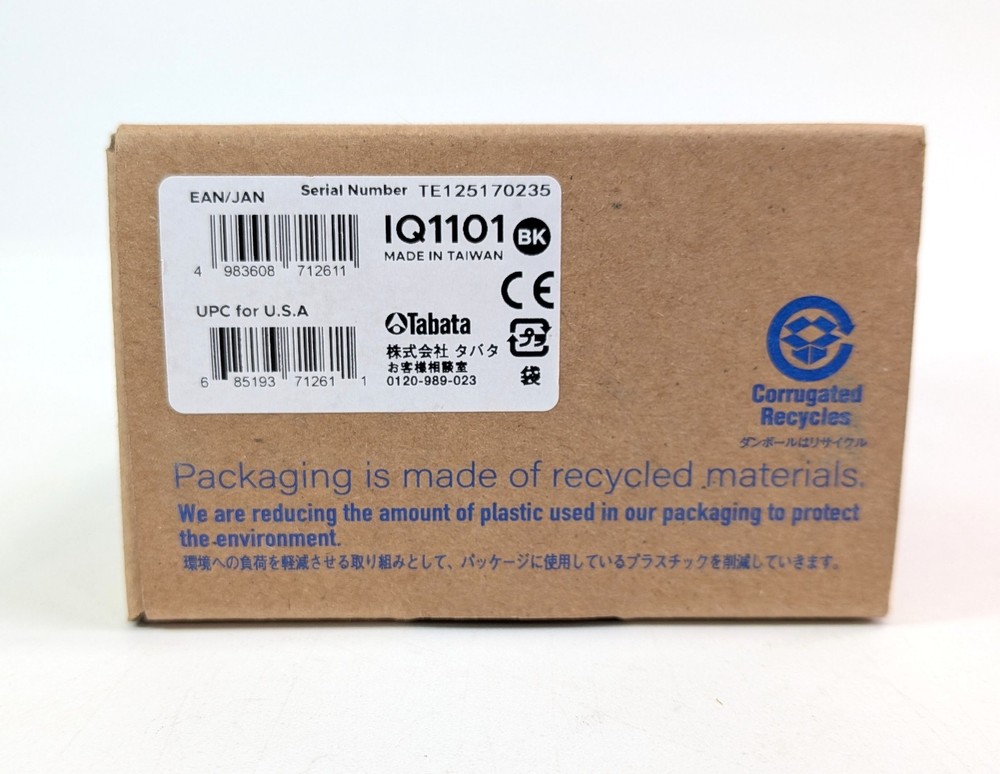 EAN/JAN
Serial Number TE125170235
4 983608 712611
IQ1101 BK
MADE IN TAIWAN
CE
UPC for U.S.A
6 85193 71261 1
Tabata
株式会社 タバタ
お客様相談室
0120-989-023
プラ
袋
Corrugated
Recycles
ダンボールはリサイクル
Packaging is made of recycled materials.
We are reducing the amount of plastic used in our packaging to protect
the environment.
環境への負荷を軽減させる取り組みとして、パッケージに使用しているプラスチックを削減していきます。